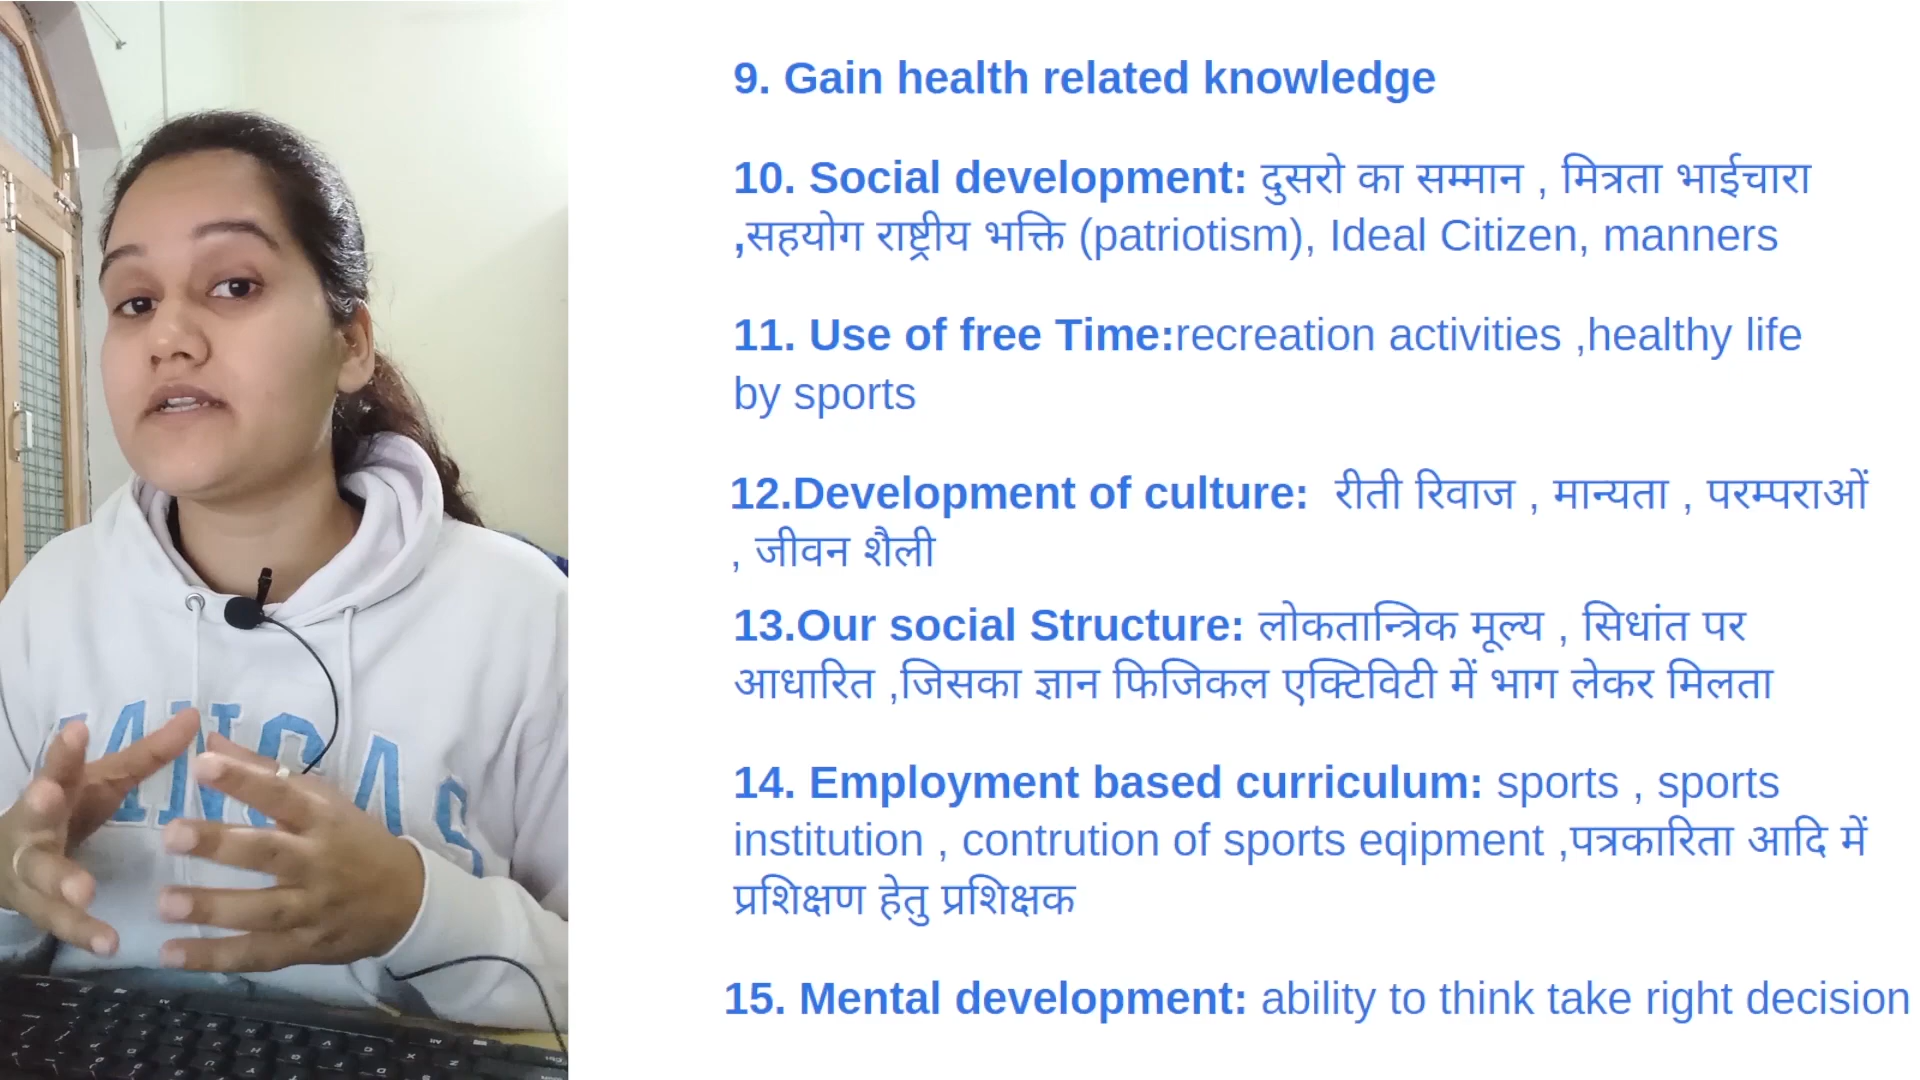 9. Gain health related knowledge
10. Social development: दुसरो का सम्मान , मित्रता भाईचारा
,सहयोग राष्ट्रीय भक्ति (patriotism), Ideal Citizen, manners
11. Use of free Time:recreation activities ,healthy life
by sports
12.Development of culture: रीती रिवाज , मान्यता , परम्पराओं
, जीवन शैली
13.Our social Structure: लोकतान्त्रिक मूल्य , सिधांत पर
आधारित ,जिसका ज्ञान फिजिकल एक्टिविटी में भाग लेकर मिलता
14. Employment based curriculum: sports , sports
institution , contrution of sports eqipment ,पत्रकारिता आदि में
प्रशिक्षण हेतु प्रशिक्षक
15. Mental development: ability to think take right decision